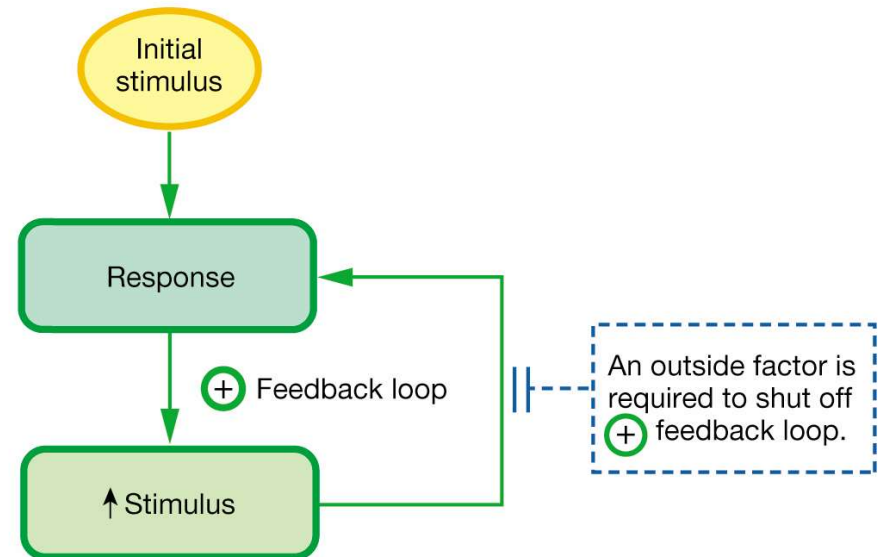 Initial
stimulus
Response
+ Feedback loop
An outside factor is
required to shut off
+ feedback loop.
↑ Stimulus